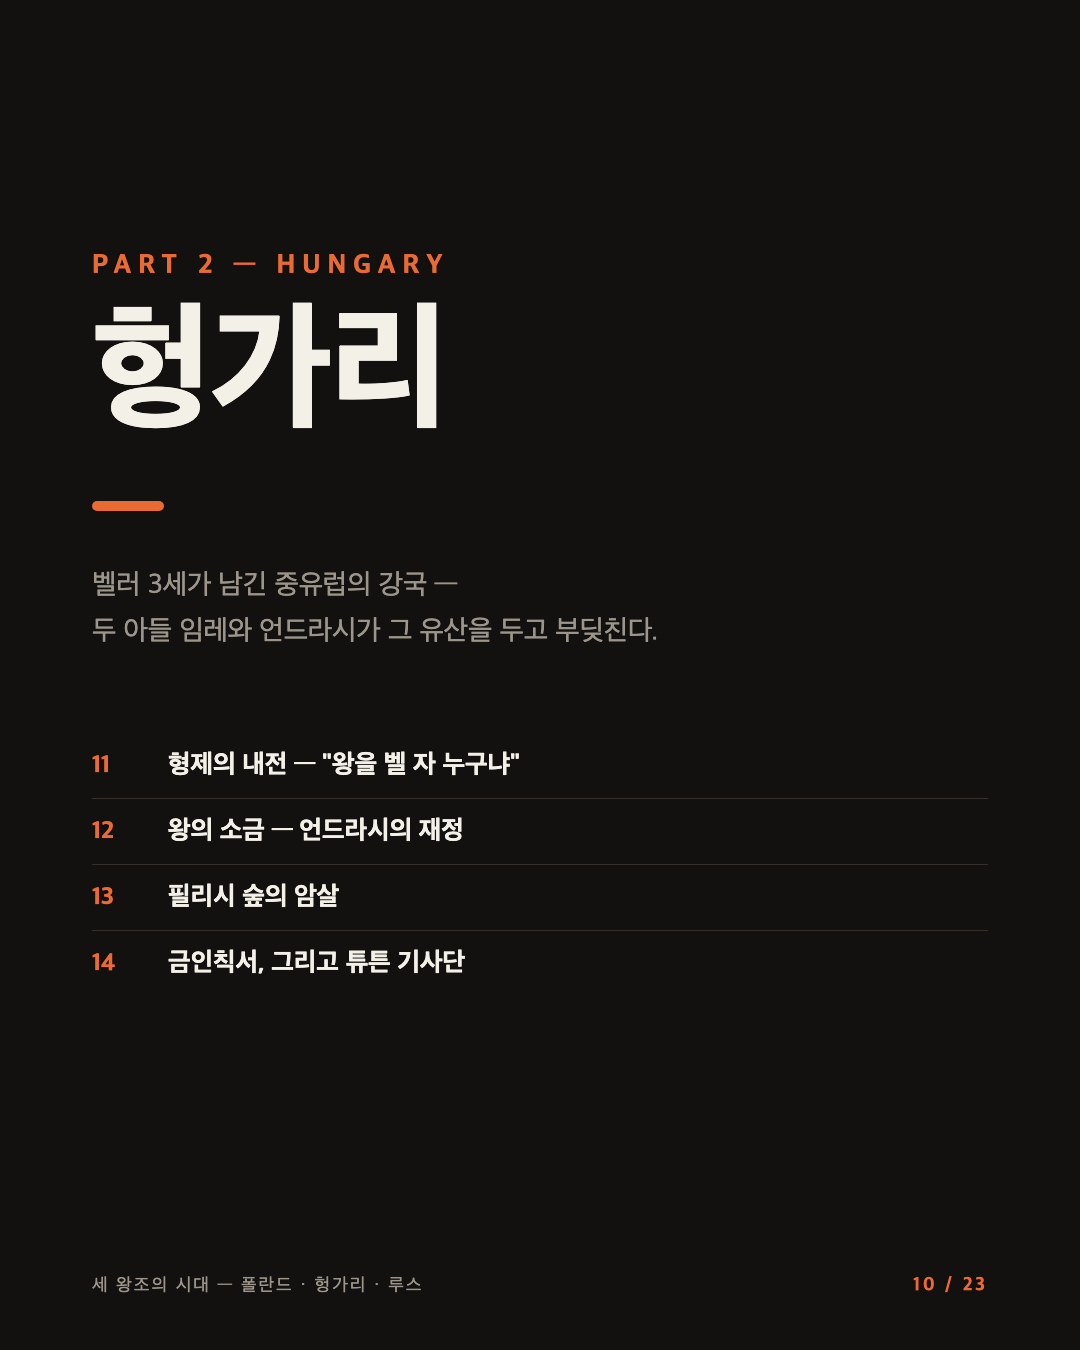 PART 2 — HUNGARY
헝가리
벨러 3세가 남긴 중유럽의 강국 —
두 아들 임레와 언드라시가 그 유산을 두고 부딪친다.
11 형제의 내전 — "왕을 벨 자 누구냐"
12 왕의 소금 — 언드라시의 재정
13 필리시 숲의 암살
14 금인칙서, 그리고 튜튼 기사단
세 왕조의 시대 — 폴란드 · 헝가리 · 루스
10 / 23